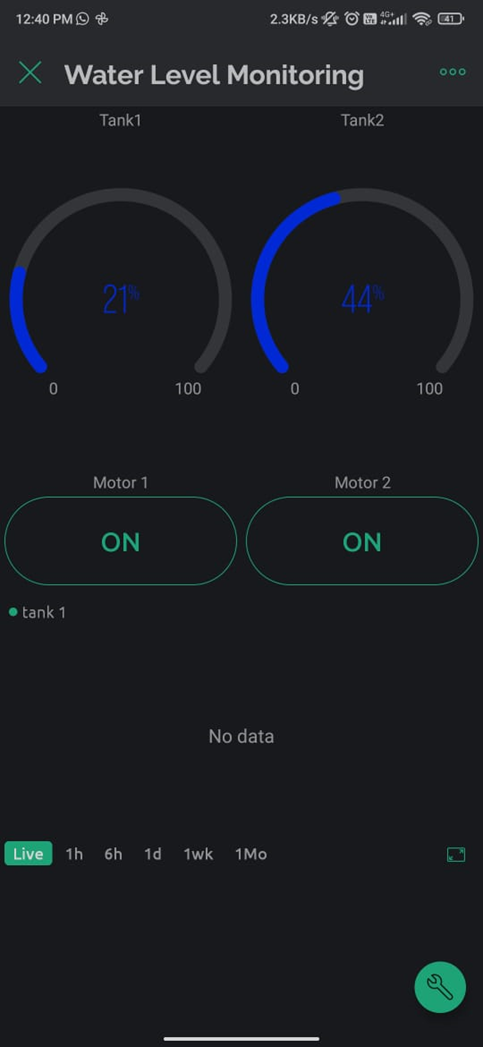 12:40 PM 2.3KB/s 4G+ 41
Water Level Monitoring
Tank1 Tank2
21% 44%
0 100 0 100
Motor 1 Motor 2
ON ON
tank 1
No data
Live 1h 6h 1d 1wk 1Mo